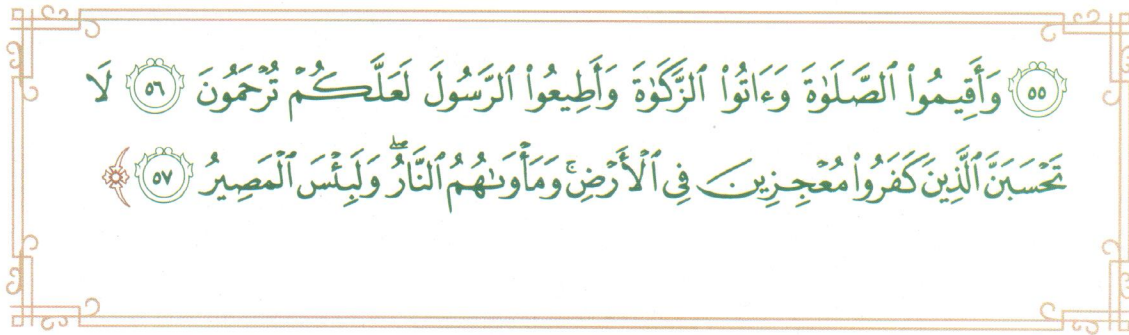 ٥٥ وَأَقِيمُوا۟ ٱلصَّلَوٰةَ وَءَاتُوا۟ ٱلزَّكَوٰةَ وَأَطِيعُوا۟ ٱلرَّسُولَ لَعَلَّكُمْ تُرْحَمُونَ ٥٦ لَا
تَحْسَبَنَّ ٱلَّذِينَ كَفَرُوا۟ مُعْجِزِينَ فِى ٱلْأَرْضِ ۚ وَمَأْوَىٰهُمُ ٱلنَّارُ ۖ وَلَبِئْسَ ٱلْمَصِيرُ ٥٧ ﴾